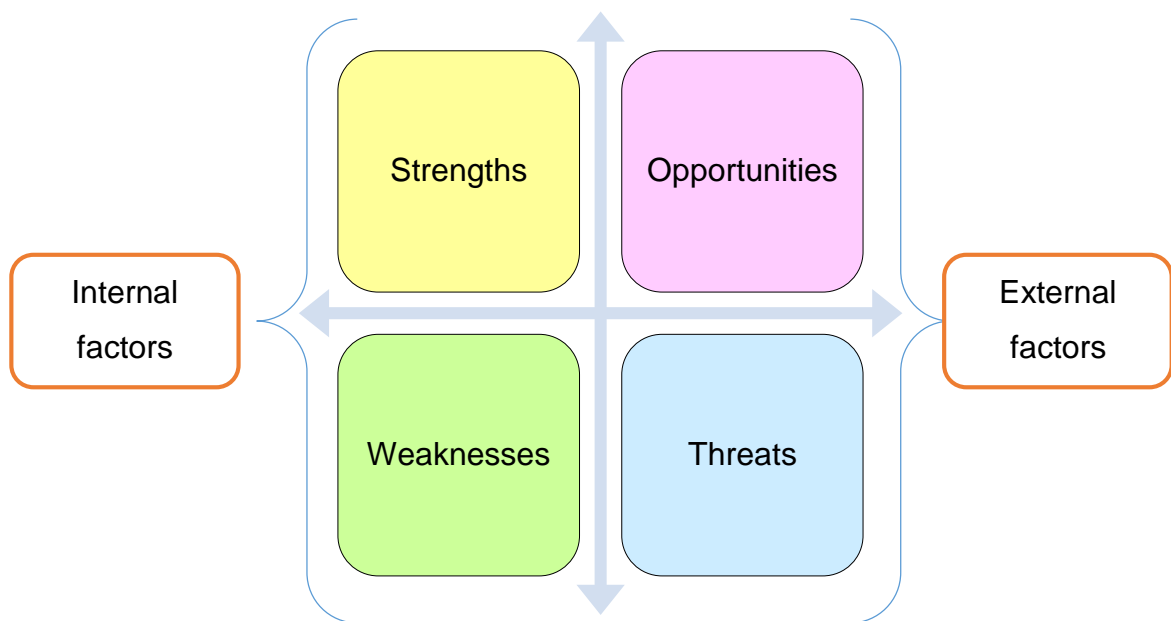 Strengths
Opportunities
Internal
factors
External
factors
Weaknesses
Threats